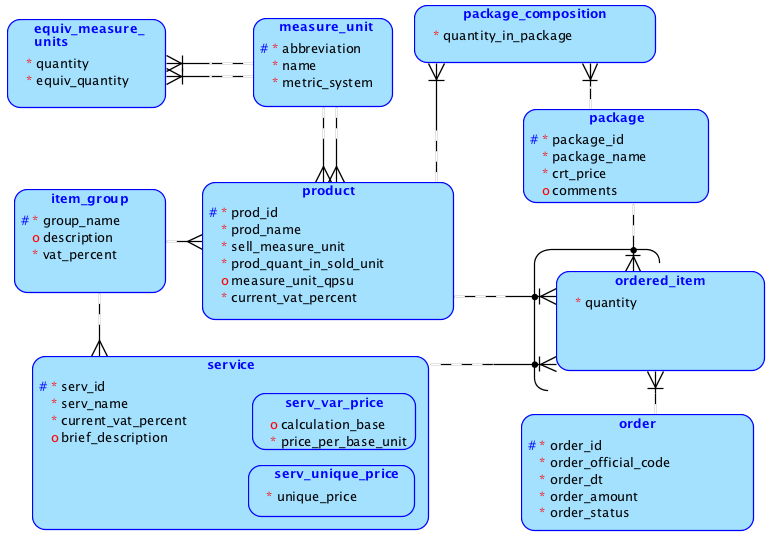 equiv_measure_
units
* quantity
* equiv_quantity
measure_unit
# * abbreviation
* name
* metric_system
package_composition
* quantity_in_package
package
# * package_id
* package_name
* crt_price
o comments
item_group
# * group_name
o description
* vat_percent
product
# * prod_id
* prod_name
* sell_measure_unit
* prod_quant_in_sold_unit
o measure_unit_qpsu
* current_vat_percent
ordered_item
* quantity
service
# * serv_id
* serv_name
* current_vat_percent
o brief_description
serv_var_price
o calculation_base
* price_per_base_unit
serv_unique_price
* unique_price
order
# * order_id
* order_official_code
* order_dt
* order_amount
* order_status